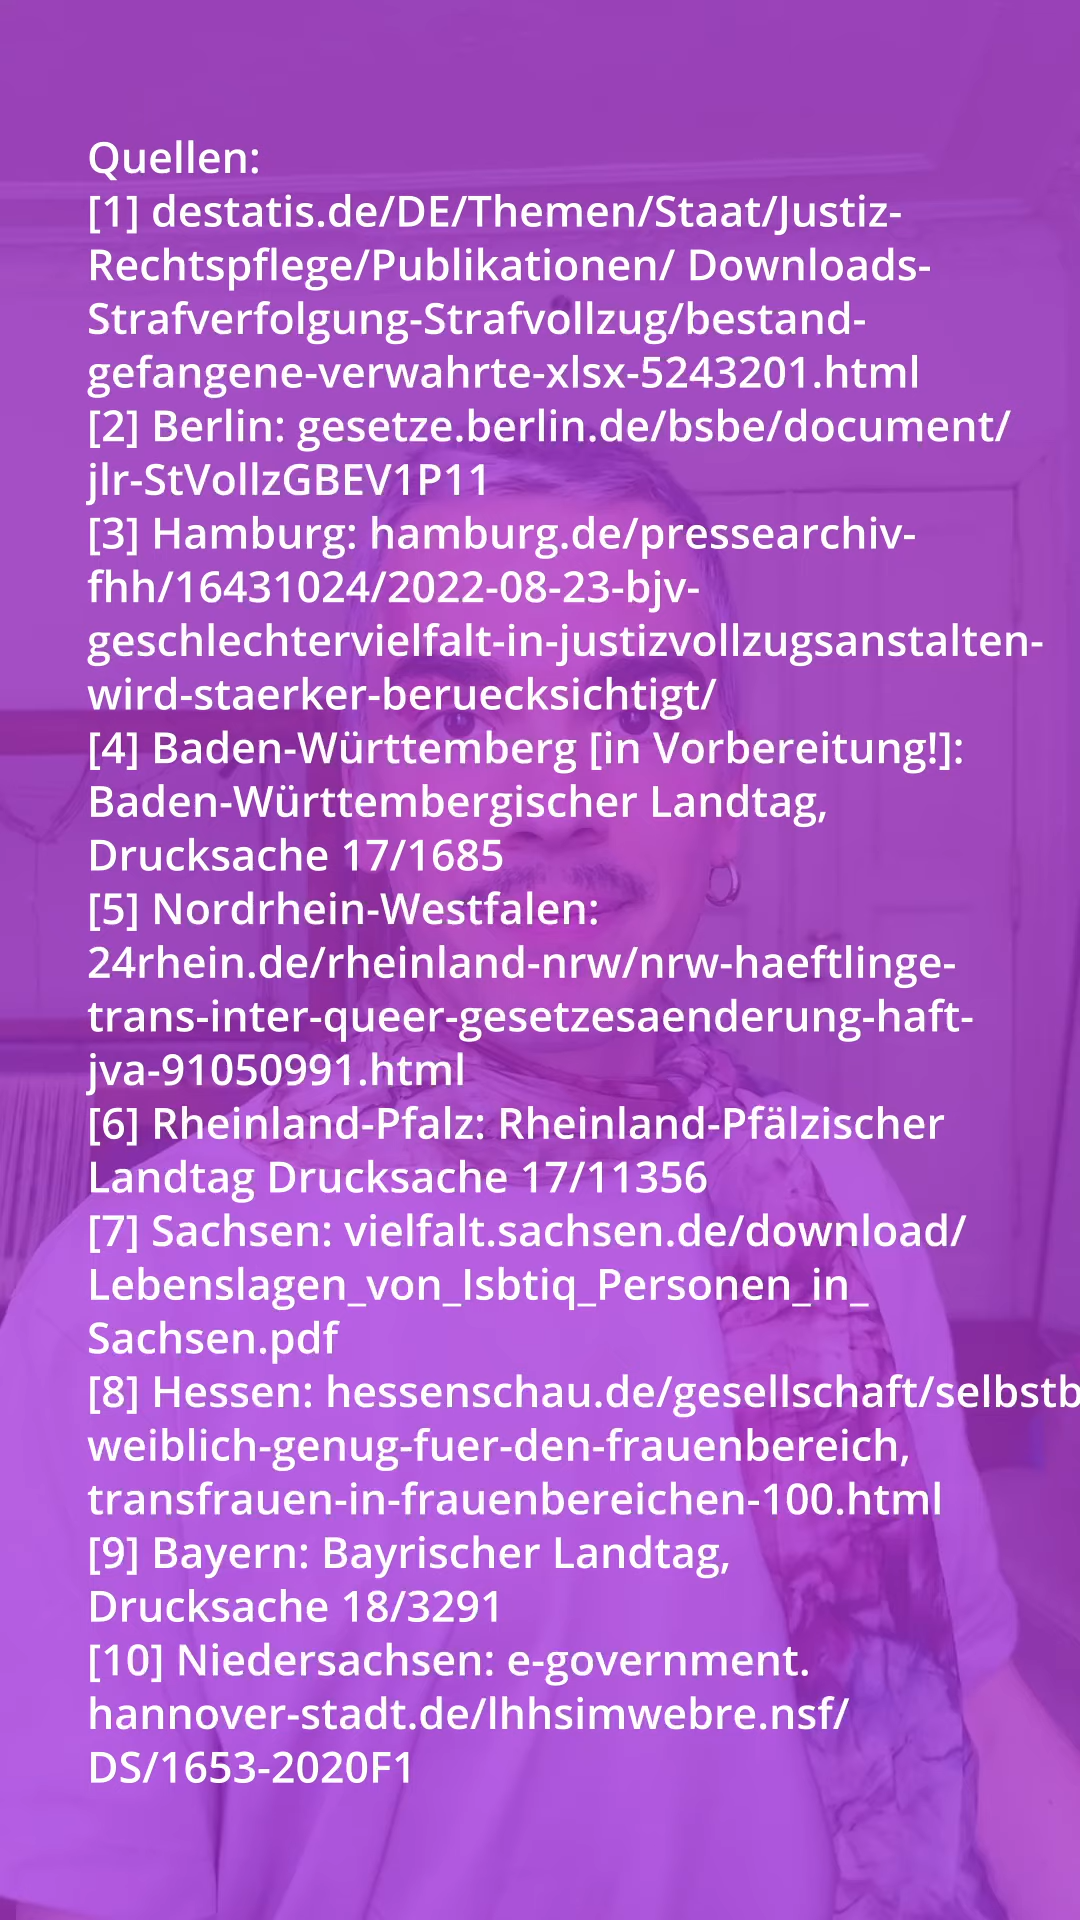 Quellen:
[1] destatis.de/DE/Themen/Staat/Justiz-
Rechtspflege/Publikationen/ Downloads-
Strafverfolgung-Strafvollzug/bestand-
gefangene-verwahrte-xlsx-5243201.html
[2] Berlin: gesetze.berlin.de/bsbe/document/
jlr-StVollzGBEV1P11
[3] Hamburg: hamburg.de/pressearchiv-
fhh/16431024/2022-08-23-bjv-
geschlechtervielfalt-in-justizvollzugsanstalten-
wird-staerker-beruecksichtigt/
[4] Baden-Württemberg [in Vorbereitung!]:
Baden-Württembergischer Landtag,
Drucksache 17/1685
[5] Nordrhein-Westfalen:
24rhein.de/rheinland-nrw/nrw-haeftlinge-
trans-inter-queer-gesetzesaenderung-haft-
jva-91050991.html
[6] Rheinland-Pfalz: Rheinland-Pfälzischer
Landtag Drucksache 17/11356
[7] Sachsen: vielfalt.sachsen.de/download/
Lebenslagen_von_Isbtiq_Personen_in_
Sachsen.pdf
[8] Hessen: hessenschau.de/gesellschaft/selbstb
weiblich-genug-fuer-den-frauenbereich,
transfrauen-in-frauenbereichen-100.html
[9] Bayern: Bayrischer Landtag,
Drucksache 18/3291
[10] Niedersachsen: e-government.
hannover-stadt.de/lhhsimwebre.nsf/
DS/1653-2020F1